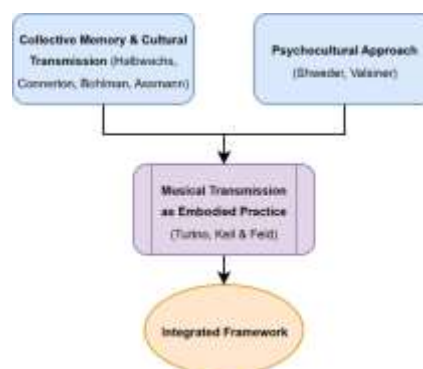 Collective Memory & Cultural
Transmission (Halbwachs,
Connerton, Bohlman, Assmann)
Psychocultural Approach
(Shweder, Valsiner)
Musical Transmission
as Embodied Practice
(Turino, Keil & Feld)
Integrated Framework